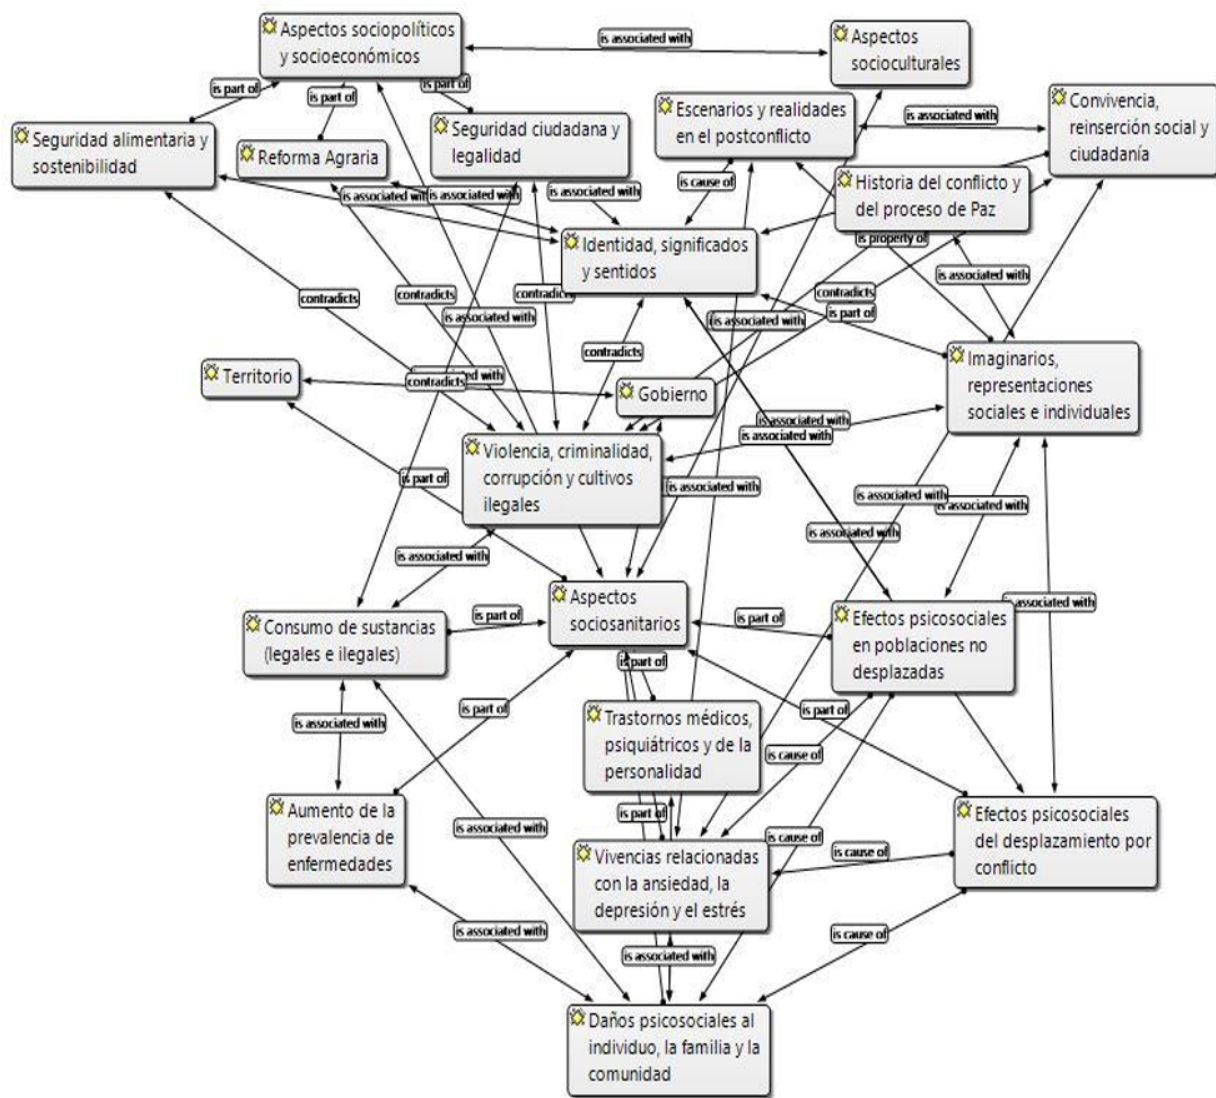 Aspectos sociopolíticos
y socioeconómicos
is associated with
Aspectos
socioculturales
is part of
is part of
is part of
Escenarios y realidades
en el postconflicto
is associated with
Convivencia,
reinserción social y
ciudadanía
Seguridad alimentaria y
sostenibilidad
Reforma Agraria
Seguridad ciudadana y
legalidad
is cause of
Historia del conflicto y
del proceso de Paz
is associated with
is associated with
is associated with
Identidad, significados
y sentidos
is property of
is associated with
contradicts
contradicts
contradicts
contradicts
is associated with
is associated with
is part of
contradicts
Territorio
associated with
contradicts
Gobierno
Imaginarios,
representaciones
sociales e individuales
is associated with
is associated with
Violencia, criminalidad,
corrupción y cultivos
ilegales
is part of
is associated with
is associated with
is associated with
is associated with
is associated with
Aspectos
sociosanitarios
is associated with
Consumo de sustancias
(legales e ilegales)
is part of
is part of
Efectos psicosociales
en poblaciones no
desplazadas
is part of
is associated with
is part of
Trastornos médicos,
psiquiátricos y de la
personalidad
is part of
is cause of
Aumento de la
prevalencia de
enfermedades
is associated with
is part of
is cause of
Efectos psicosociales
del desplazamiento por
conflicto
Vivencias relacionadas
con la ansiedad, la
depresión y el estrés
is cause of
is associated with
is associated with
is cause of
Daños psicosociales al
individuo, la familia y la
comunidad